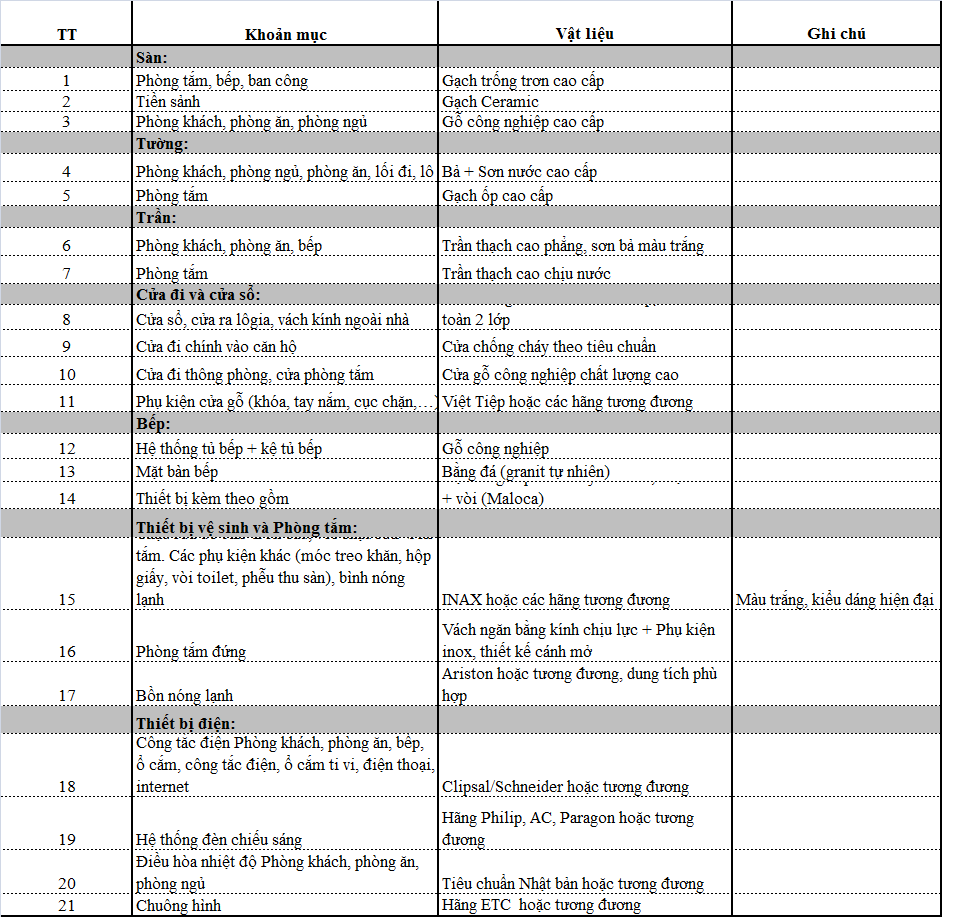 TT Khoản mục Vật liệu Ghi chú
Sàn:
1 Phòng tắm, bếp, ban công Gạch trống trơn cao cấp
2 Tiền sảnh Gạch Ceramic
3 Phòng khách, phòng ăn, phòng ngủ Gỗ công nghiệp cao cấp
Tường:
4 Phòng khách, phòng ngủ, phòng ăn, lối đi, lô Bả + Sơn nước cao cấp
5 Phòng tắm Gạch ốp cao cấp
Trần:
6 Phòng khách, phòng ăn, bếp Trần thạch cao phẳng, sơn bả màu trắng
7 Phòng tắm Trần thạch cao chịu nước
Cửa đi và cửa sổ:
8 Cửa sổ, cửa ra lôgia, vách kính ngoài nhà toàn 2 lớp
9 Cửa đi chính vào căn hộ Cửa chống cháy theo tiêu chuẩn
10 Cửa đi thông phòng, cửa phòng tắm Cửa gỗ công nghiệp chất lượng cao
11 Phụ kiện cửa gỗ (khóa, tay nắm, cục chặn,…) Việt Tiệp hoặc các hãng tương đương
Bếp:
12 Hệ thống tủ bếp + kệ tủ bếp Gỗ công nghiệp
13 Mặt bàn bếp Bằng đá (granit tự nhiên)
14 Thiết bị kèm theo gồm + vòi (Maloca)
Thiết bị vệ sinh và Phòng tắm:
tắm. Các phụ kiện khác (móc treo khăn, hộp
giấy, vòi toilet, phễu thu sàn), bình nóng
15 lạnh INAX hoặc các hãng tương đương Màu trắng, kiểu dáng hiện đại
Vách ngăn bằng kính chịu lực + Phụ kiện
16 Phòng tắm đứng inox, thiết kế cánh mở
Ariston hoặc tương đương, dung tích phù
17 Bồn nóng lạnh hợp
Thiết bị điện:
Công tắc điện Phòng khách, phòng ăn, bếp,
ổ cắm, công tắc điện, ổ cắm ti vi, điện thoại,
18 internet Clipsal/Schneider hoặc tương đương
Hãng Philip, AC, Paragon hoặc tương
19 Hệ thống đèn chiếu sáng đương
Điều hòa nhiệt độ Phòng khách, phòng ăn,
20 phòng ngủ Tiêu chuẩn Nhật bản hoặc tương đương
21 Chuông hình Hãng ETC hoặc tương đương